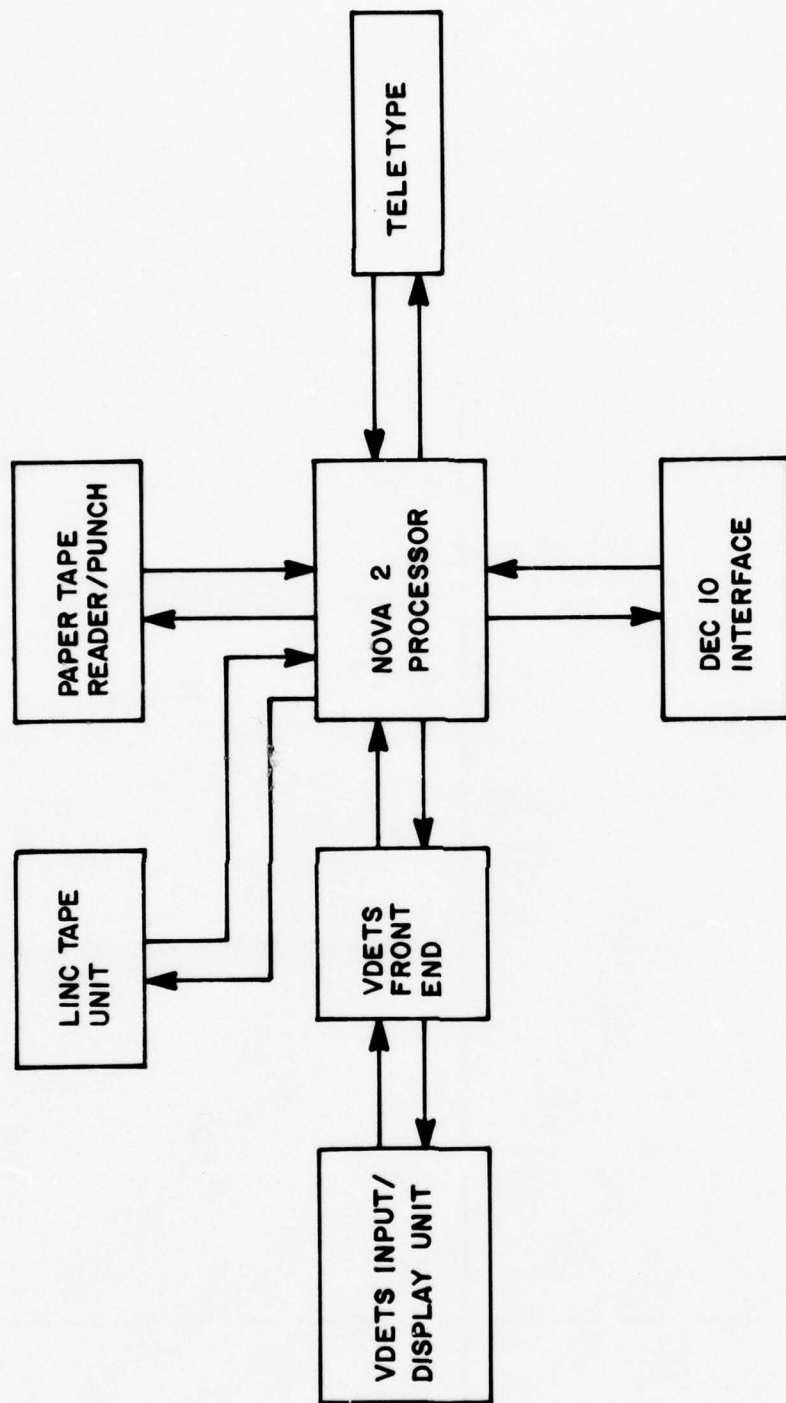 LINC TAPE
UNIT
PAPER TAPE
READER/PUNCH
VDETS INPUT/
DISPLAY UNIT
VDETS
FRONT
END
NOVA 2
PROCESSOR
TELETYPE
DEC 10
INTERFACE